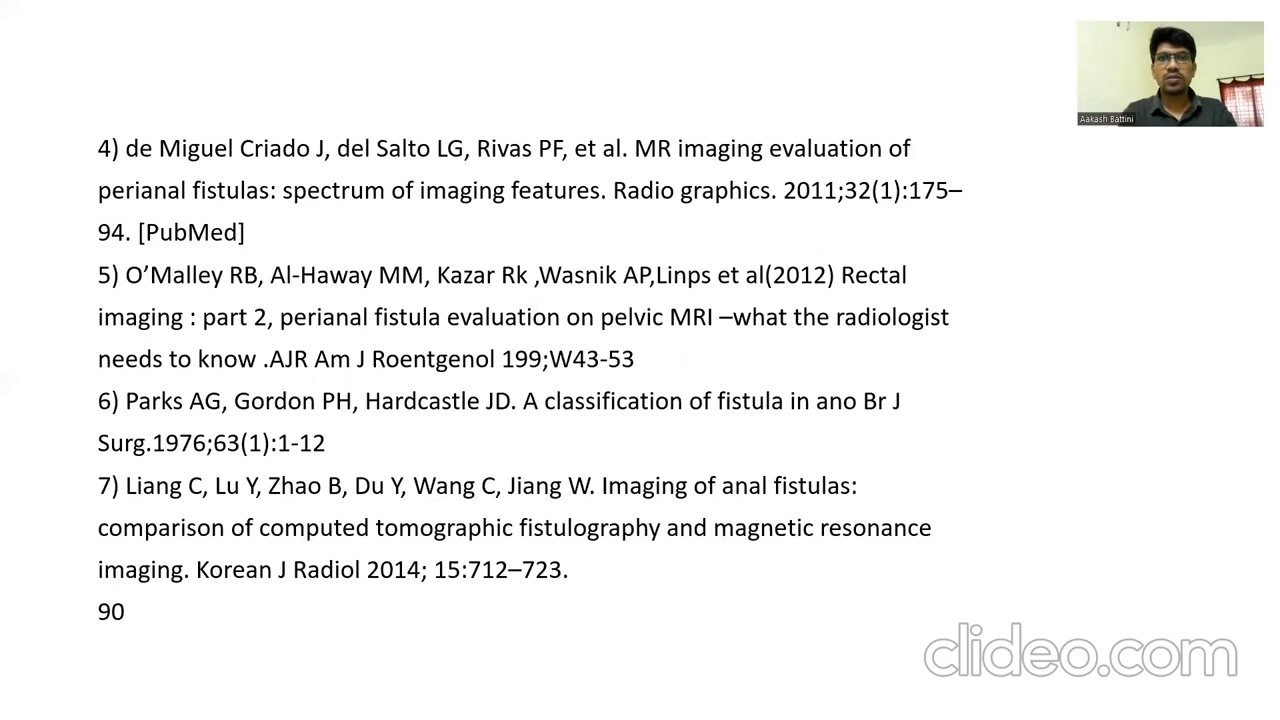 Aakash Battini
4) de Miguel Criado J, del Salto LG, Rivas PF, et al. MR imaging evaluation of
perianal fistulas: spectrum of imaging features. Radio graphics. 2011;32(1):175–
94. [PubMed]
5) O’Malley RB, Al-Haway MM, Kazar Rk ,Wasnik AP,Linps et al(2012) Rectal
imaging : part 2, perianal fistula evaluation on pelvic MRI –what the radiologist
needs to know .AJR Am J Roentgenol 199;W43-53
6) Parks AG, Gordon PH, Hardcastle JD. A classification of fistula in ano Br J
Surg.1976;63(1):1-12
7) Liang C, Lu Y, Zhao B, Du Y, Wang C, Jiang W. Imaging of anal fistulas:
comparison of computed tomographic fistulography and magnetic resonance
imaging. Korean J Radiol 2014; 15:712–723.
90
clideo.com